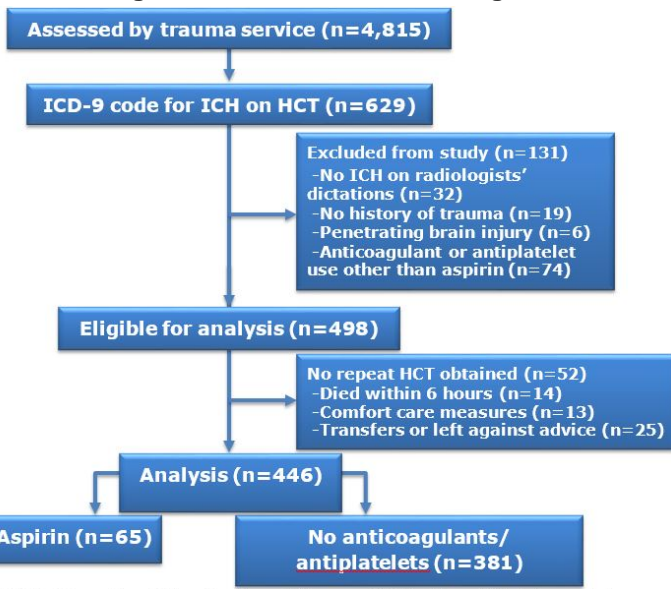 Assessed by trauma service (n=4,815)
ICD-9 code for ICH on HCT (n=629)
Excluded from study (n=131)
-No ICH on radiologists’
dictations (n=32)
-No history of trauma (n=19)
-Penetrating brain injury (n=6)
-Anticoagulant or antiplatelet
use other than aspirin (n=74)
Eligible for analysis (n=498)
No repeat HCT obtained (n=52)
-Died within 6 hours (n=14)
-Comfort care measures (n=13)
-Transfers or left against advice (n=25)
Analysis (n=446)
Aspirin (n=65)
No anticoagulants/
antiplatelets (n=381)